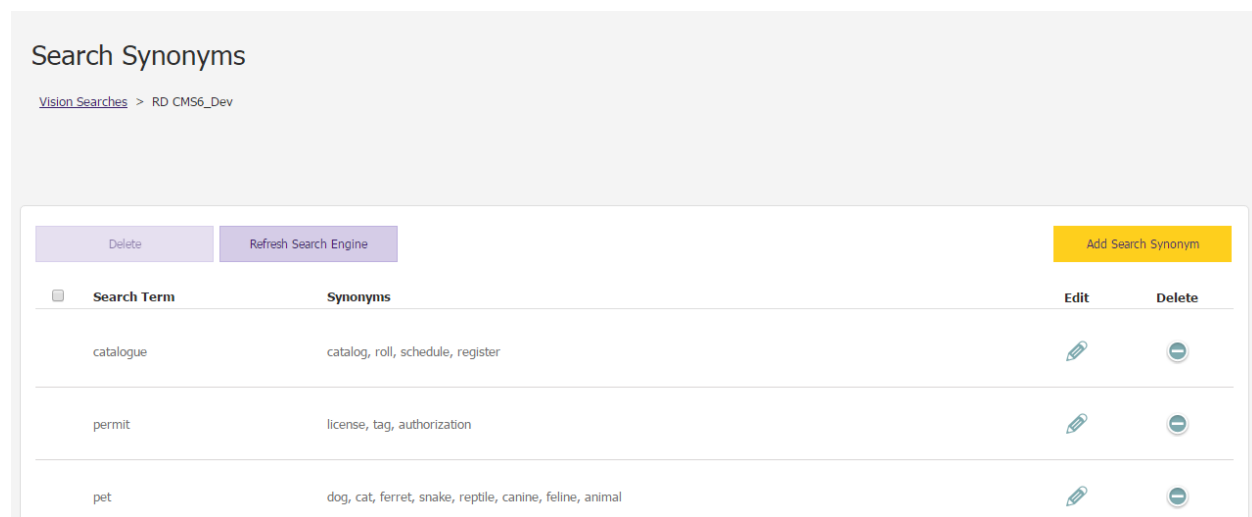 Search Synonyms
Vision Searches > RD CMS6_Dev
Delete Refresh Search Engine Add Search Synonym
Search Term Synonyms Edit Delete
catalogue catalog, roll, schedule, register
permit license, tag, authorization
pet dog, cat, ferret, snake, reptile, canine, feline, animal